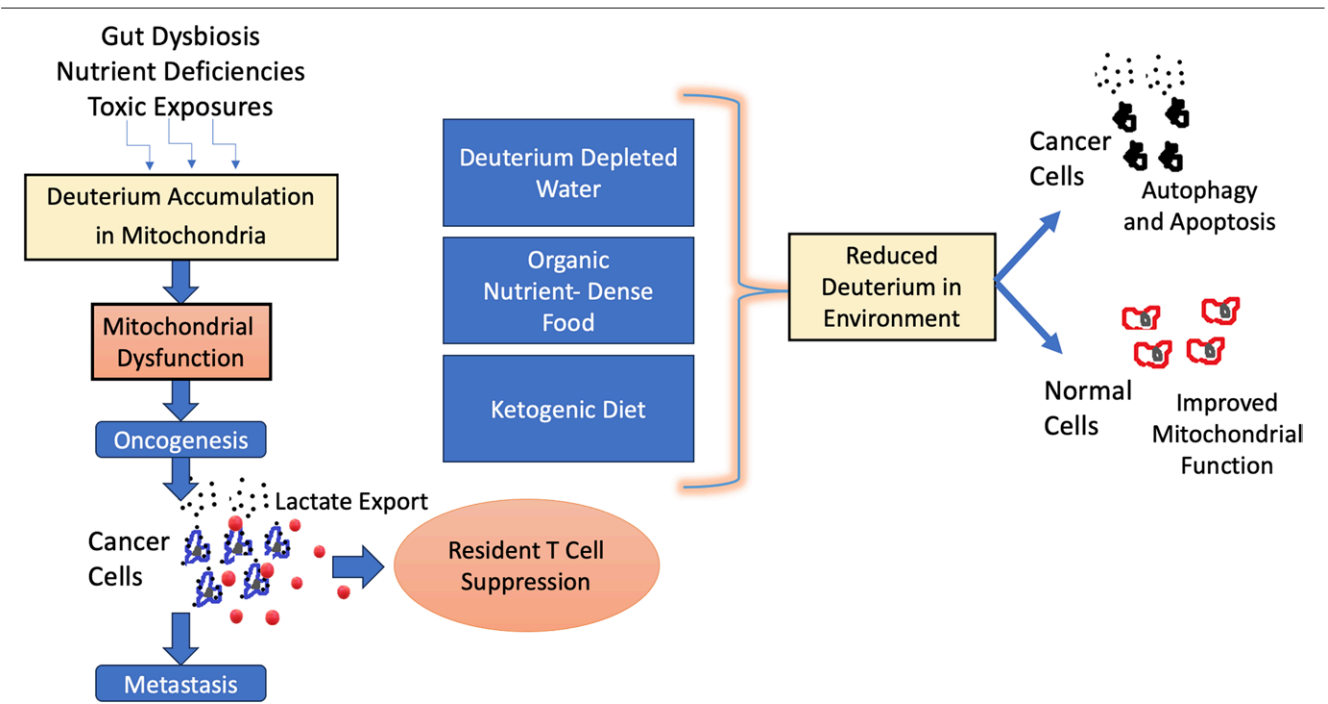 Gut Dysbiosis
Nutrient Deficiencies
Toxic Exposures
Deuterium Accumulation
in Mitochondria
Mitochondrial
Dysfunction
Oncogenesis
Lactate Export
Cancer
Cells
Resident T Cell
Suppression
Metastasis
Deuterium Depleted
Water
Organic
Nutrient- Dense
Food
Ketogenic Diet
Reduced
Deuterium in
Environment
Cancer
Cells
Autophagy
and Apoptosis
Normal
Cells
Improved
Mitochondrial
Function